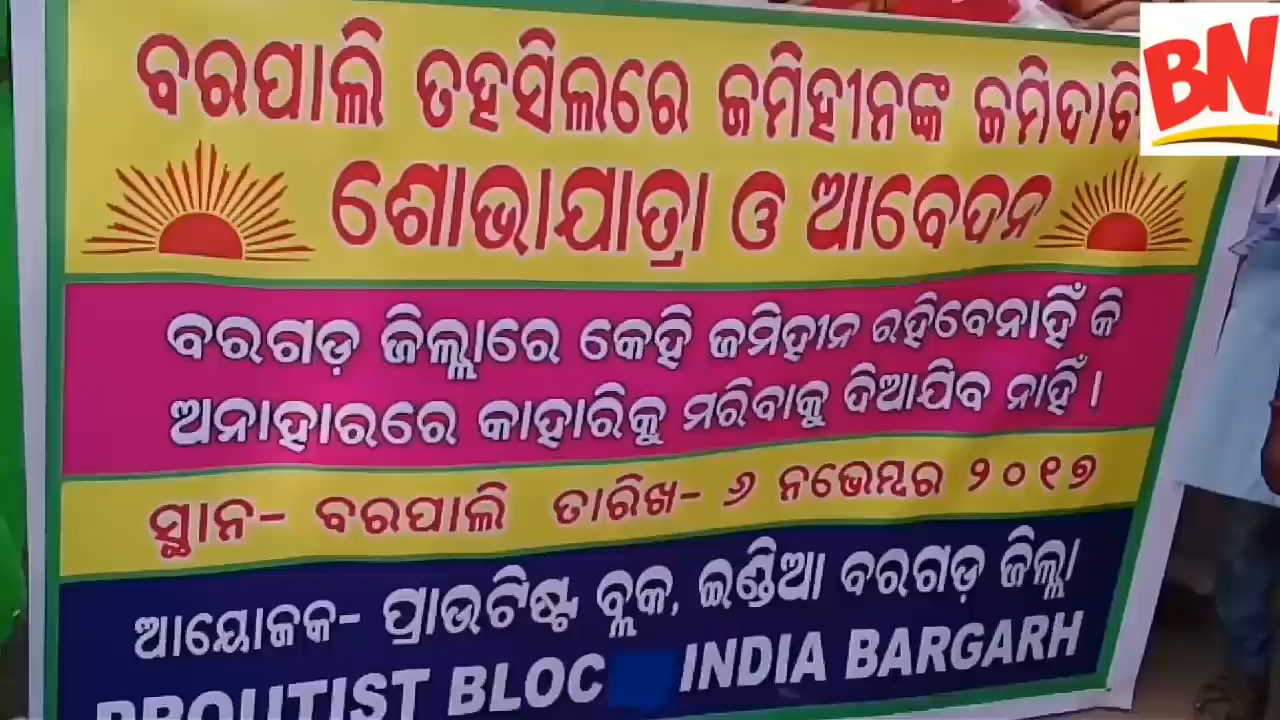 BN
ବରପାଲି ତହସିଲରେ ଜମିହୀନଙ୍କ
ଶୋଭାଯାତ୍ରା ଓ ଆବେଦନ
ବରଗଡ଼ ଜିଲ୍ଲାରେ କେହି ଜମିହୀନ ରହିବେନାହିଁ କି
ଅନାହାରରେ କାହାରିକୁ ମରିବାକୁ ଦିଆଯିବ ନାହିଁ ।
ସ୍ଥାନ- ବରପାଲି ତାରିଖ- ୬ ନଭେମ୍ବର ୨୦୧୭
ଆୟୋଜକ- ପ୍ରାଉଟିଷ୍ଟ ବ୍ଲକ, ଇଣ୍ଡିଆ ବରଗଡ଼ ଜିଲ୍ଲା
PROUTIST BLOC INDIA BARGARH